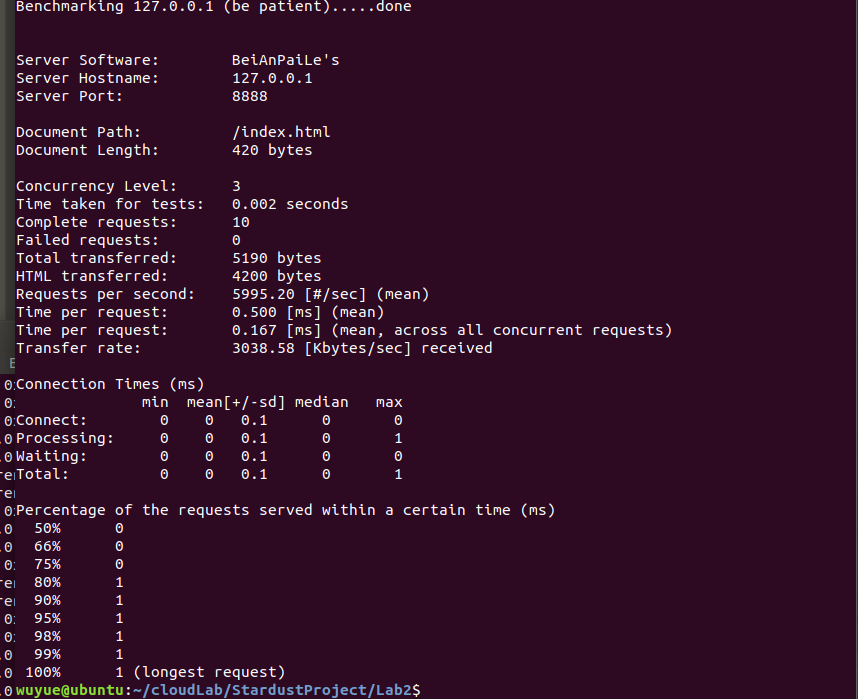 Benchmarking 127.0.0.1 (be patient).....done
Server Software:        BeiAnPaiLe's
Server Hostname:        127.0.0.1
Server Port:            8888
Document Path:          /index.html
Document Length:        420 bytes
Concurrency Level:      3
Time taken for tests:   0.002 seconds
Complete requests:      10
Failed requests:        0
Total transferred:      5190 bytes
HTML transferred:       4200 bytes
Requests per second:    5995.20 [#/sec] (mean)
Time per request:       0.500 [ms] (mean)
Time per request:       0.167 [ms] (mean, across all concurrent requests)
Transfer rate:          3038.58 [Kbytes/sec] received
Connection Times (ms)
              min  mean[+/-sd] median   max
Connect:        0    0   0.1      0       0
Processing:     0    0   0.1      0       1
Waiting:        0    0   0.1      0       0
Total:          0    0   0.1      0       1
Percentage of the requests served within a certain time (ms)
  50%      0
  66%      0
  75%      0
  80%      1
  90%      1
  95%      1
  98%      1
  99%      1
 100%      1 (longest request)
wuyue@ubuntu:~/cloudLab/StardustProject/Lab2$